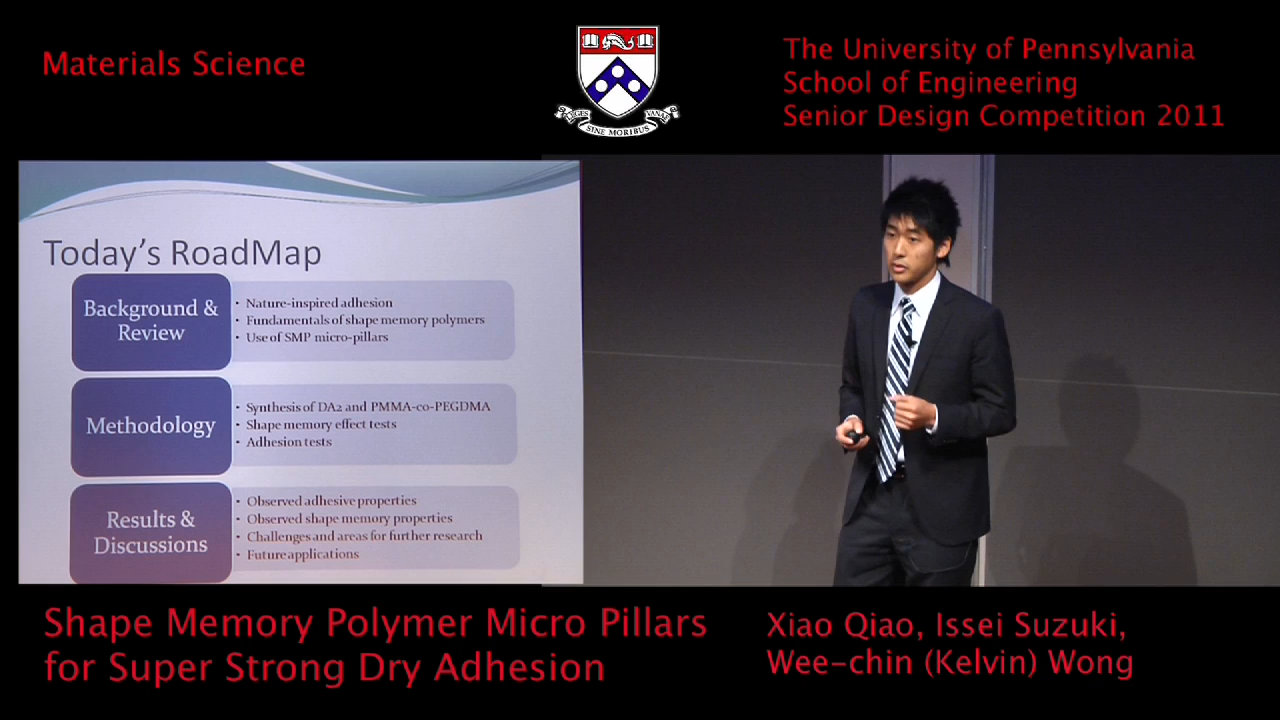 Materials Science
The University of Pennsylvania
School of Engineering
Senior Design Competition 2011
SINE MORIBUS
Today's RoadMap
Background &
Review
• Nature-inspired adhesion
• Fundamentals of shape memory polymers
• Use of SMP micro-pillars
Methodology
• Synthesis of DA2 and PMMA-co-PEGDMA
• Shape memory effect tests
• Adhesion tests
Results &
Discussions
• Observed adhesive properties
• Observed shape memory properties
• Challenges and areas for further research
• Future applications
Shape Memory Polymer Micro Pillars
for Super Strong Dry Adhesion
Xiao Qiao, Issei Suzuki,
Wee-chin (Kelvin) Wong